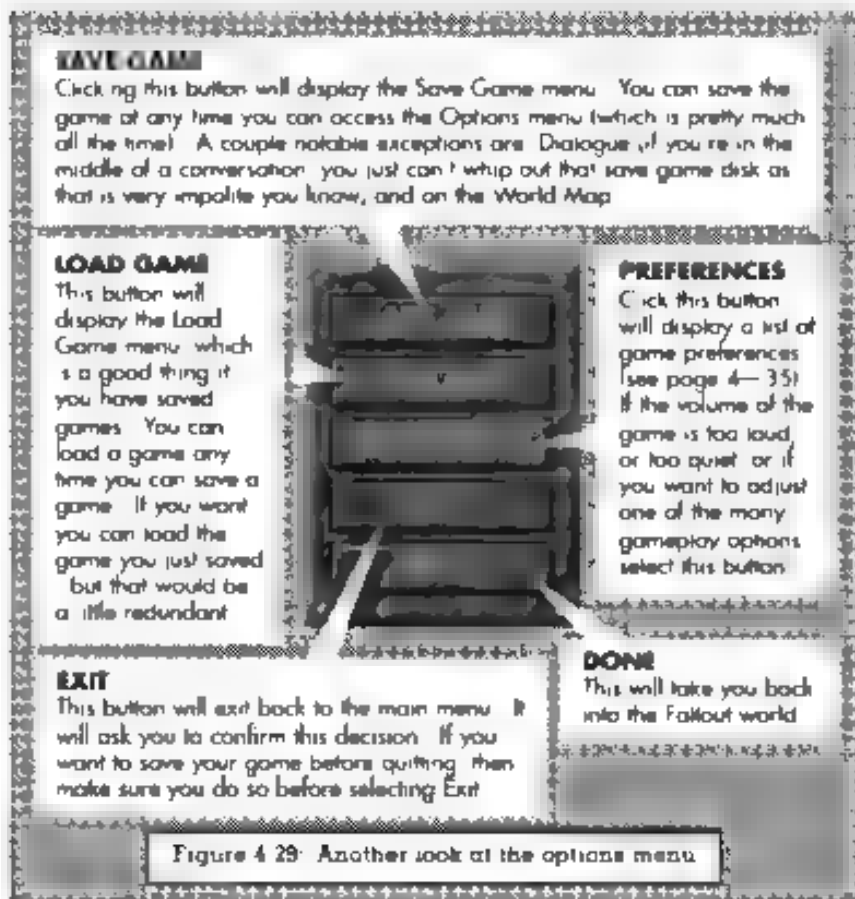 SAVE GAME
Clicking this button will display the Save Game menu. You can save the
game at any time you can access the Options menu (which is pretty much
all the time). A couple notable exceptions are: Dialogue (if you're in the
middle of a conversation, you just can't whip out that save game disk as
that is very impolite you know, and on the World Map.
LOAD GAME
This button will
display the Load
Game menu, which
is a good thing if
you have saved
games. You can
load a game any
time you can save a
game. If you want
you can load the
game you just saved
but that would be
a little redundant.
PREFERENCES
Click this button
will display a list of
game preferences
(see page 4—35).
If the volume of the
game is too loud,
or too quiet, or if
you want to adjust
one of the many
gameplay options,
select this button.
EXIT
This button will exit back to the main menu. It
will ask you to confirm this decision. If you
want to save your game before quitting, then
make sure you do so before selecting Exit.
DONE
This will take you back
into the Fallout world.
Figure 4-29: Another look at the options menu